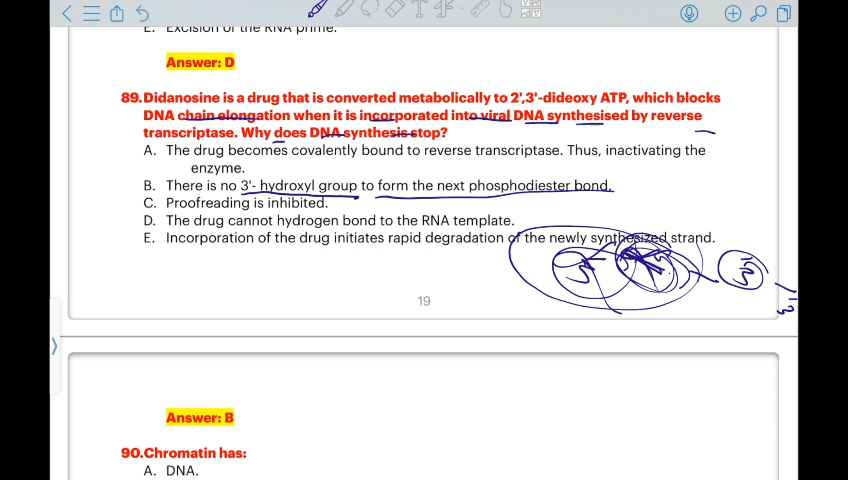 E. Excision of the RNA prime.
Answer: D
89. Didanosine is a drug that is converted metabolically to 2',3'-dideoxy ATP, which blocks
DNA chain elongation when it is incorporated into viral DNA synthesised by reverse
transcriptase. Why does DNA synthesis stop?
A. The drug becomes covalently bound to reverse transcriptase. Thus, inactivating the
enzyme.
B. There is no 3'- hydroxyl group to form the next phosphodiester bond.
C. Proofreading is inhibited.
D. The drug cannot hydrogen bond to the RNA template.
E. Incorporation of the drug initiates rapid degradation of the newly synthesized strand.
19
Answer: B
90. Chromatin has:
A. DNA.